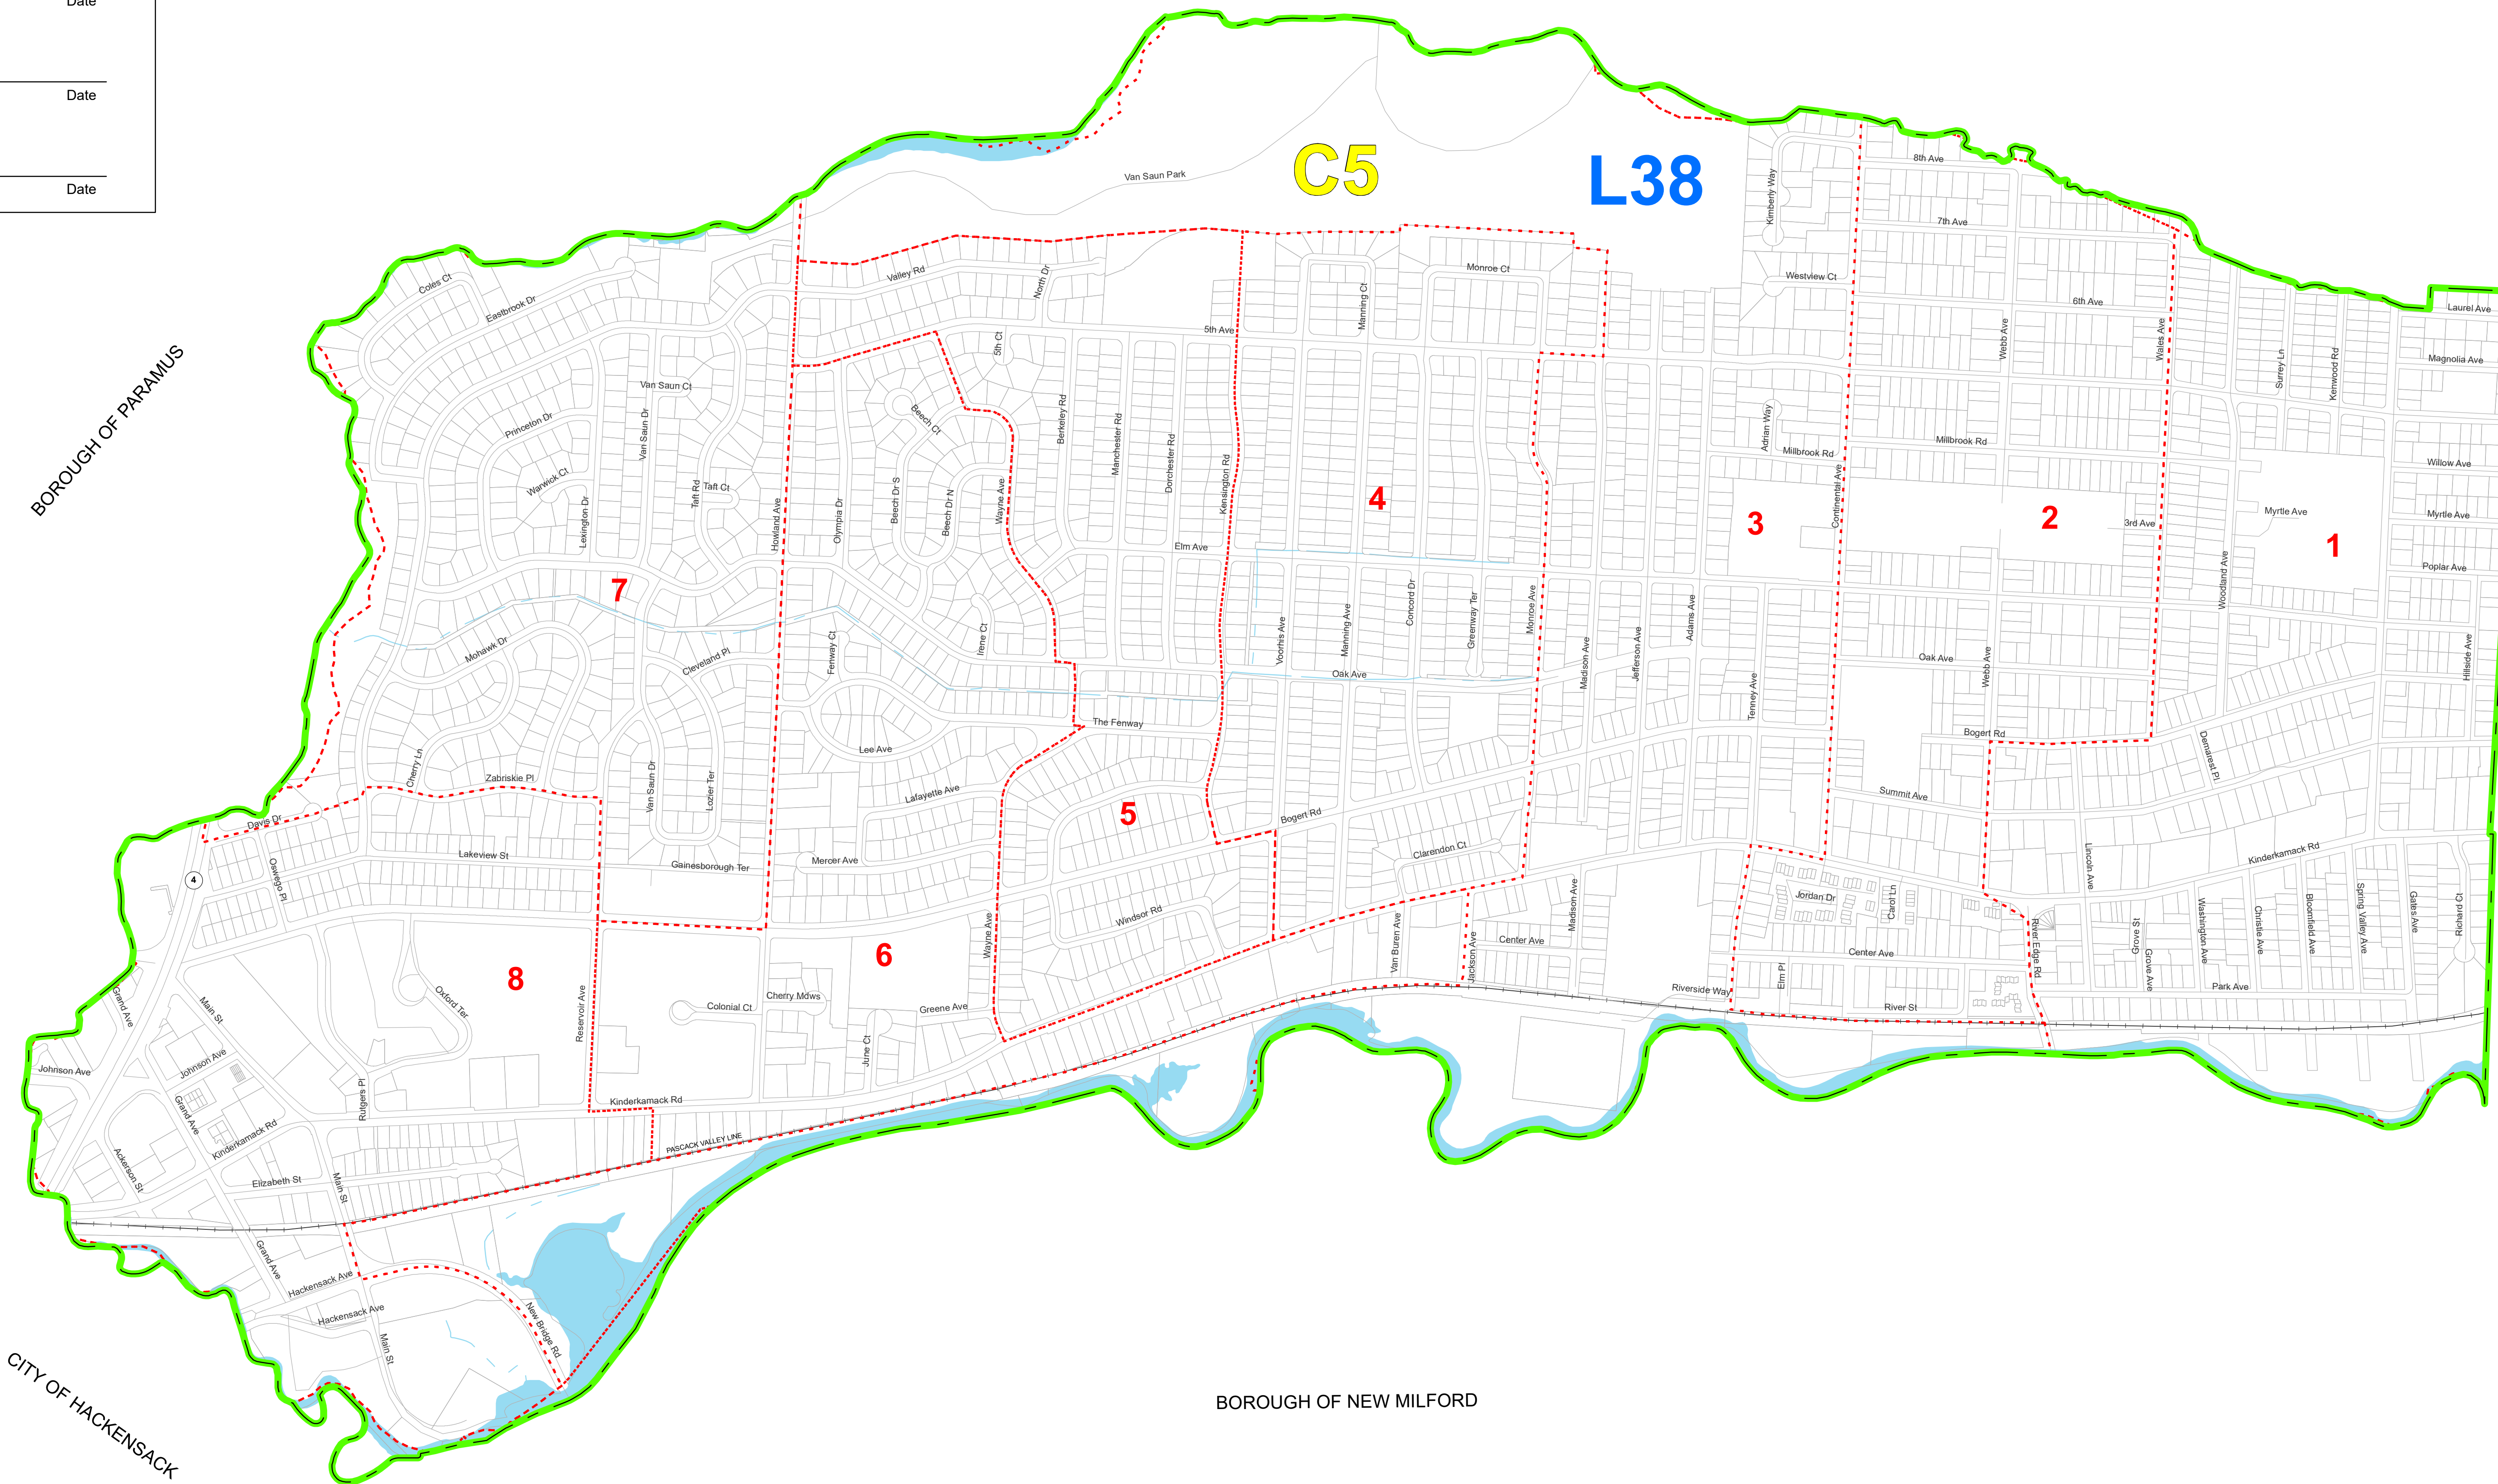 Date
Date
Date
BOROUGH OF PARAMUS
CITY OF HACKENSACK
BOROUGH OF NEW MILFORD
C5
L38
Van Saun Park
8th Ave
7th Ave
Kimberly Way
Westview Ct
6th Ave
Webb Ave
Wales Ave
Laurel Ave
Magnolia Ave
Surrey Ln
Kenwood Rd
Coles Ct
Eastbrook Dr
Valley Rd
North Dr
Manning Ct
Monroe Ct
5th Ave
5th Ct
Van Saun Ct
Van Saun Dr
Princeton Dr
Warwick Ct
Lexington Dr
Taft Rd
Taft Ct
Howland Ave
Olympia Dr
Beech Ct
Beech Dr S
Beech Dr N
Wayne Ave
Berkeley Rd
Manchester Rd
Dorchester Rd
Kensington Rd
4
Adrian Way
Millbrook Rd
Millbrook Rd
Continental Ave
3
2
3rd Ave
Willow Ave
Myrtle Ave
Myrtle Ave
1
Poplar Ave
Woodland Ave
Elm Ave
7
Mohawk Dr
Cleveland Pl
Fenway Ct
Irene Ct
Voorhis Ave
Manning Ave
Concord Dr
Greenway Ter
Monroe Ave
Madison Ave
Jefferson Ave
Adams Ave
Tenney Ave
Oak Ave
Oak Ave
Webb Ave
Hillside Ave
The Fenway
Lee Ave
Bogert Rd
Demarest Pl
Cherry Ln
Zabriskie Pl
Van Saun Dr
Lozier Ter
Lafayette Ave
5
Bogert Rd
Summit Ave
Davis Dr
Oswego Pl
Lakeview St
Gainesborough Ter
Mercer Ave
Clarendon Ct
Kinderkamack Rd
Lincoln Ave
4
Windsor Rd
Wayne Ave
Van Buren Ave
Jackson Ave
Center Ave
Madison Ave
Jordan Dr
Carol Ln
Center Ave
Elm Pl
River Edge Rd
Grove St
Grove Ave
Washington Ave
Christie Ave
Bloomfield Ave
Spring Valley Ave
Gates Ave
Richard Ct
Park Ave
Riverside Way
River St
8
6
Oxford Ter
Reservoir Ave
Colonial Ct
Cherry Mdws
June Ct
Greene Ave
Grand Ave
Main St
Johnson Ave
Johnson Ave
Grand Ave
Rutgers Pl
Kinderkamack Rd
Kinderkamack Rd
PASCACK VALLEY LINE
Ackerson St
Elizabeth St
Main St
Grand Ave
Hackensack Ave
Hackensack Ave
Main St
New Bridge Rd